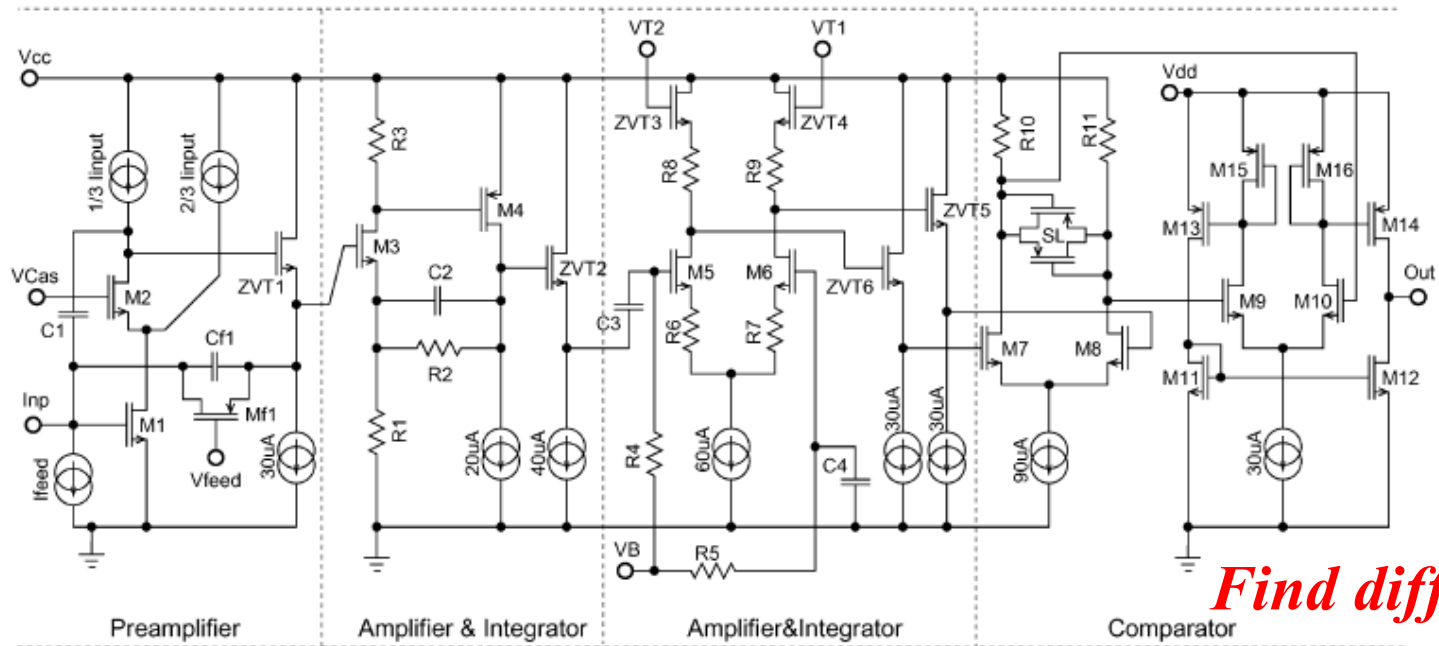 VT2 VT1
Vcc
Vdd
ZVT3 ZVT4
1/3 Iinput 2/3 Iinput R3 R8 R9 R10 R11
M15 M16
M4 ZVT5 SL M13 M14
VCas M2 ZVT1 M3 C2 ZVT2 M5 M6 ZVT6 M9 M10 Out
C1 C3 R6 R7 M7 M8
Cf1 R2 M11 M12
Inp M1 Mf1 R1 R4 C4
Ifeed Vfeed 30uA 20uA 40uA 60uA 30uA 30uA 90uA 30uA
VB R5
Find diff
Preamplifier Amplifier & Integrator Amplifier&Integrator Comparator